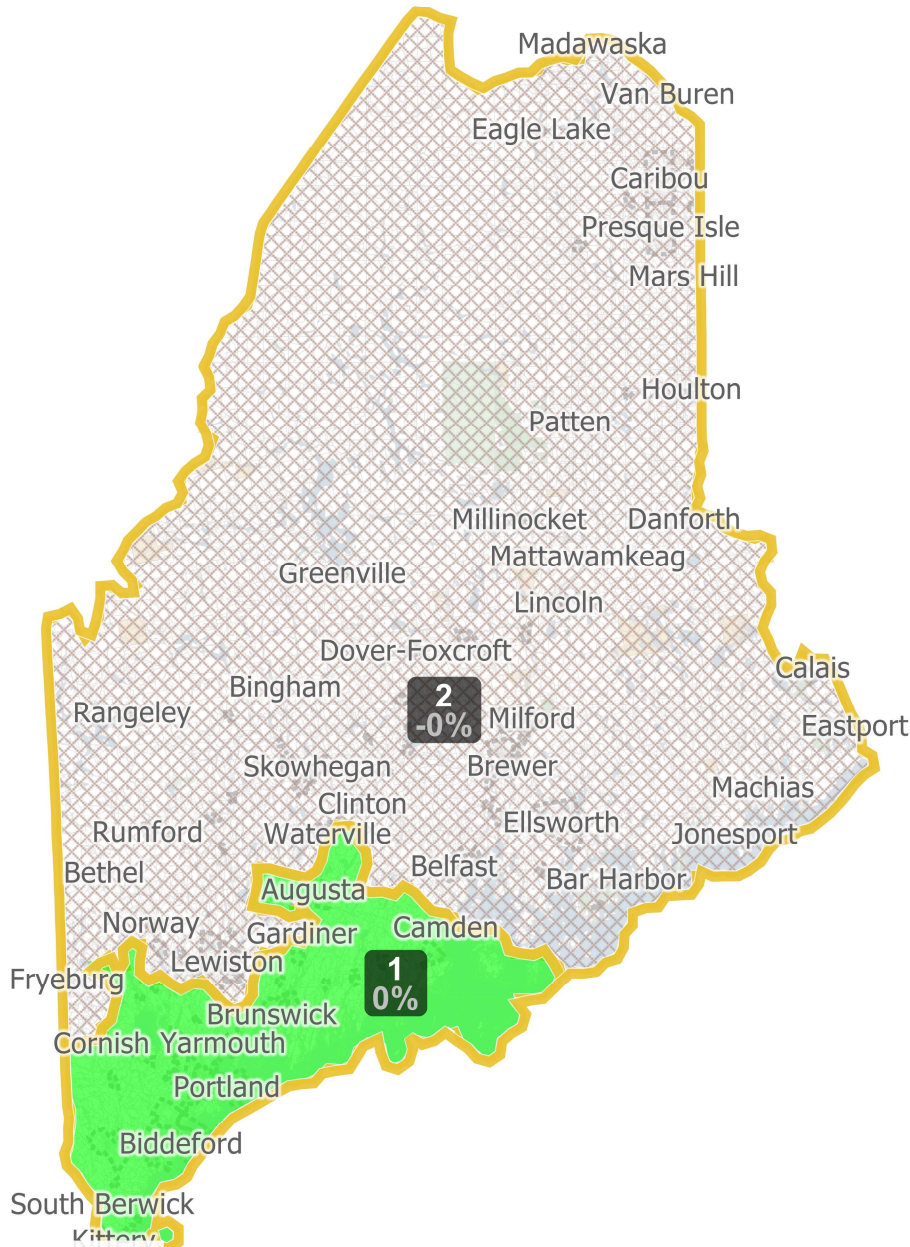 Madawaska
Van Buren
Eagle Lake
Caribou
Presque Isle
Mars Hill
Houlton
Patten
Millinocket
Danforth
Mattawamkeag
Greenville
Lincoln
Dover-Foxcroft
Calais
Bingham
2
-0%
Rangeley
Milford
Eastport
Skowhegan
Brewer
Machias
Clinton
Rumford
Waterville
Ellsworth
Jonesport
Bethel
Belfast
Bar Harbor
Augusta
Norway
Gardiner
Camden
Lewiston
1
0%
Fryeburg
Brunswick
Cornish
Yarmouth
Portland
Biddeford
South Berwick
Kittery